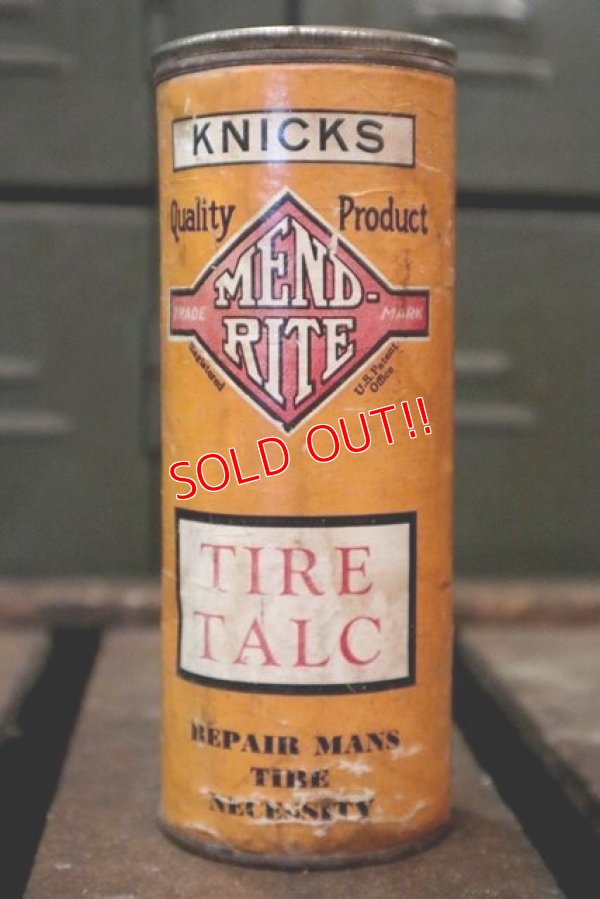 KNICKS
Quality Product
MEND-
TRADE MARK
RITE
Registered
U.S. Patent
Office
SOLD OUT!!
TIRE
TALC
REPAIR MANS
TIRE
NECESSITY